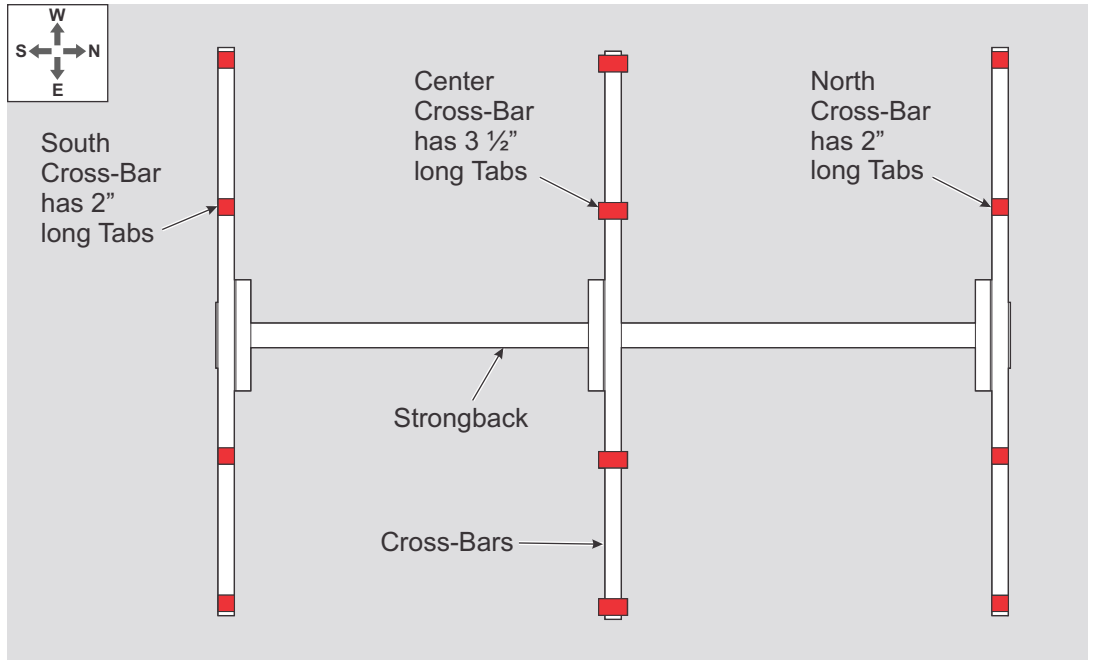 W
S
N
E
South
Cross-Bar
has 2”
long Tabs
Center
Cross-Bar
has 3 ½”
long Tabs
North
Cross-Bar
has 2”
long Tabs
Strongback
Cross-Bars